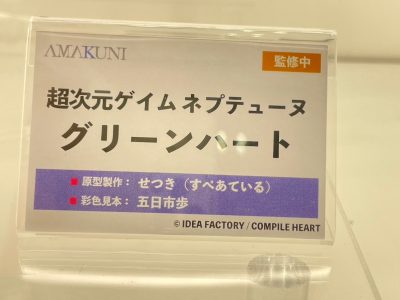 AMAKUNI
監修中
超次元ゲイム ネプテューヌ
グリーンハート
■ 原型製作： せつき（すぺあている）
■ 彩色見本： 五日市歩
© IDEA FACTORY / COMPILE HEART